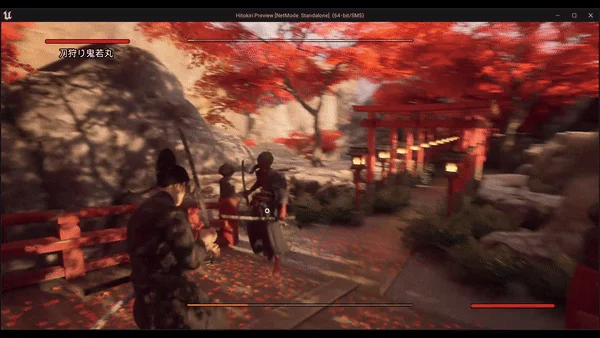 Hitokiri Preview [NetMode: Standalone] (64-bit/SM5)
刀狩り鬼若丸